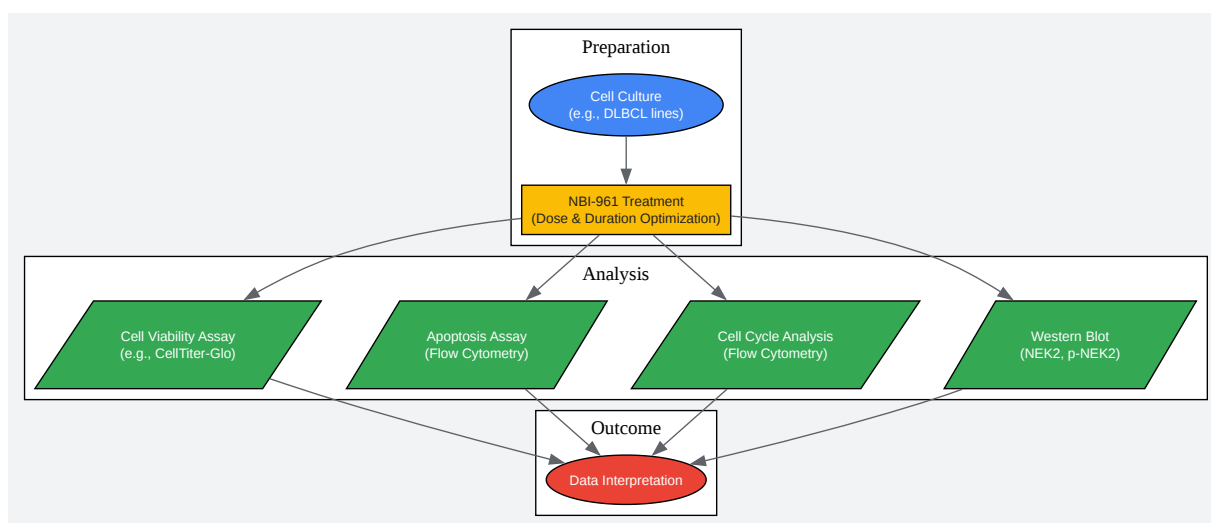 Preparation
Cell Culture
(e.g., DLBCL lines)
NBI-961 Treatment
(Dose & Duration Optimization)
Analysis
Cell Viability Assay
(e.g., CellTiter-Glo)
Apoptosis Assay
(Flow Cytometry)
Cell Cycle Analysis
(Flow Cytometry)
Western Blot
(NEK2, p-NEK2)
Outcome
Data Interpretation